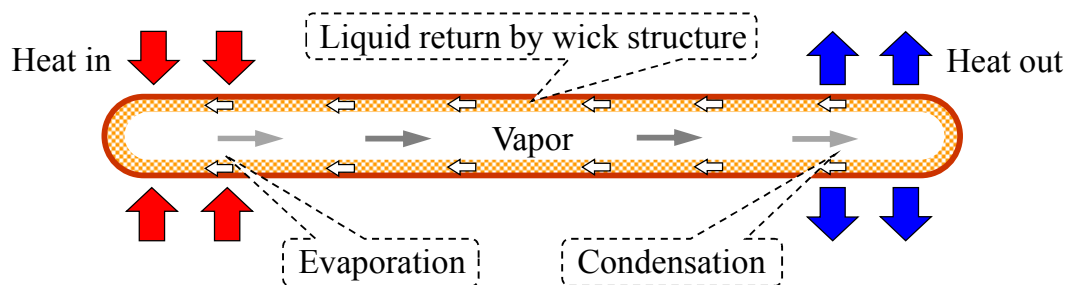 Liquid return by wick structure
Heat in
Heat out
Vapor
Evaporation
Condensation